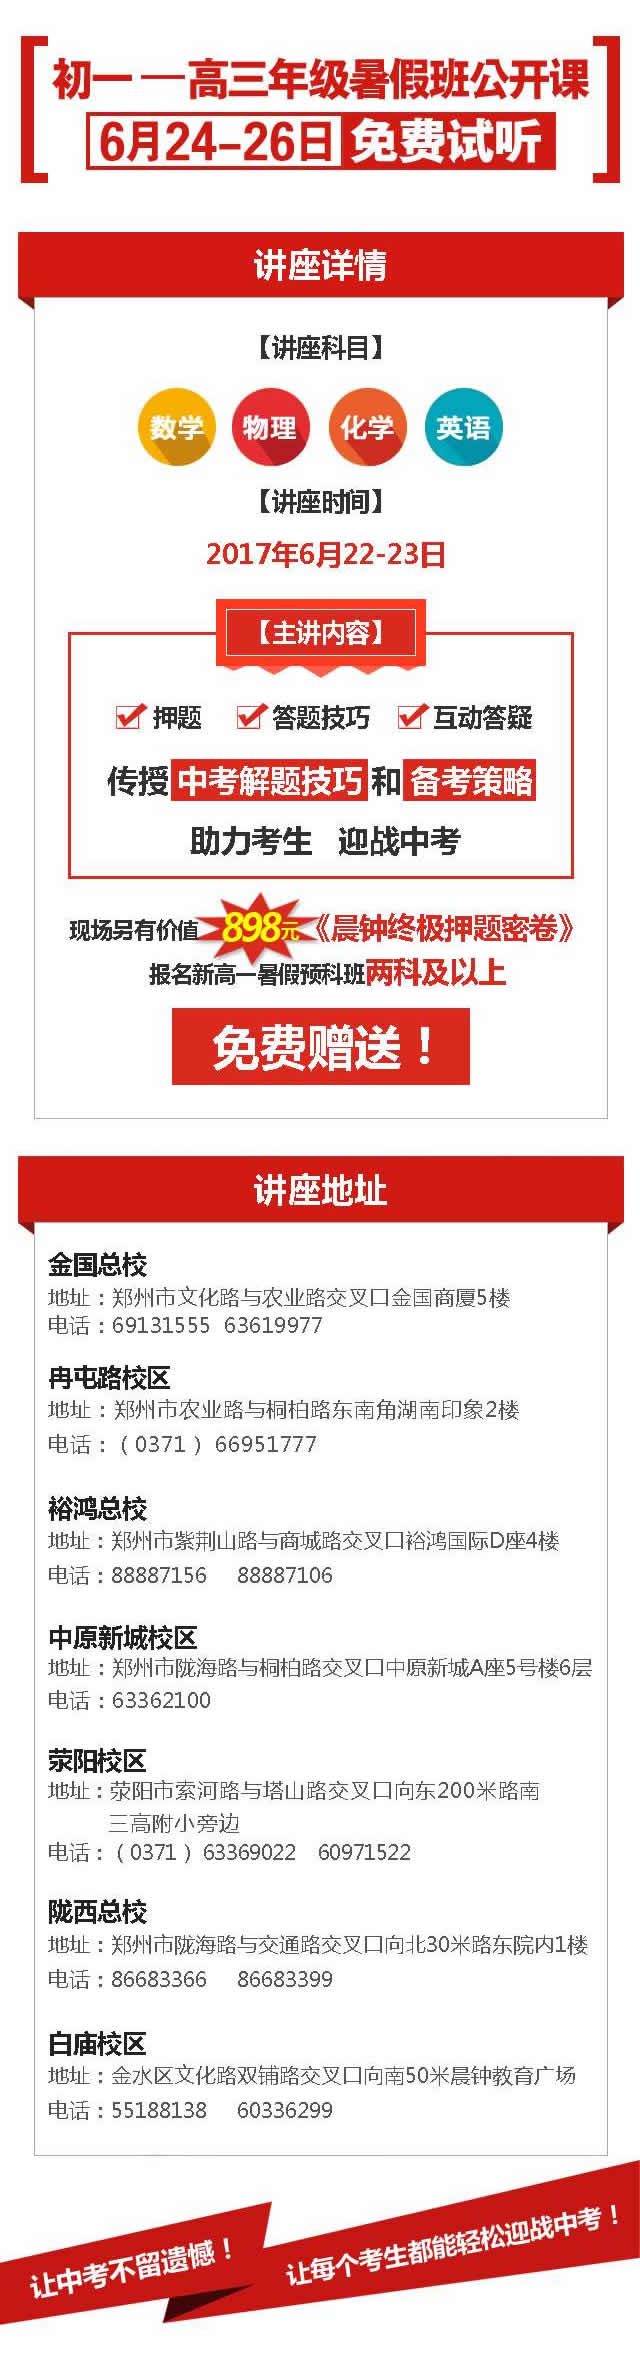 初一一高三年级暑假班公开课
6月24-26日免费试听
讲座详情
【讲座科目】
数学 物理 化学 英语
【讲座时间】
2017年6月22-23日
【主讲内容】
押题 答题技巧 互动答疑
传授 中考解题技巧 和 备考策略
助力考生 迎战中考
现场另有价值898元《晨钟终极押题密卷》
报名新高一暑假预科班两科及以上
免费赠送！
讲座地址
金国总校
地址：郑州市文化路与农业路交叉口金国商厦5楼
电话：69131555 63619977
冉屯路校区
地址：郑州市农业路与桐柏路东南角湖南印象2楼
电话：（0371）66951777
裕鸿总校
地址：郑州市紫荆山路与商城路交叉口裕鸿国际D座4楼
电话：88887156 88887106
中原新城校区
地址：郑州市陇海路与桐柏路交叉口中原新城A座5号楼6层
电话：63362100
荥阳校区
地址：荥阳市索河路与塔山路交叉口向东200米路南
三高附小旁边
电话：（0371）63369022 60971522
陇西总校
地址：郑州市陇海路与交通路交叉口向北30米路东院内1楼
电话：86683366 86683399
白庙校区
地址：金水区文化路双铺路交叉口向南50米晨钟教育广场
电话：55188138 60336299
让中考不留遗憾！
让每个考生都能轻松迎战中考！